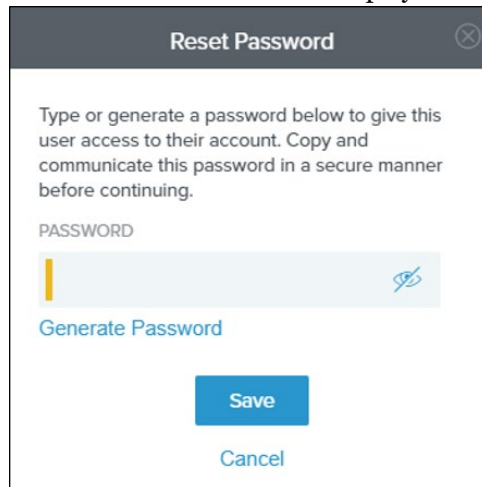 Reset Password
Type or generate a password below to give this
user access to their account. Copy and
communicate this password in a secure manner
before continuing.
PASSWORD
Generate Password
Save
Cancel